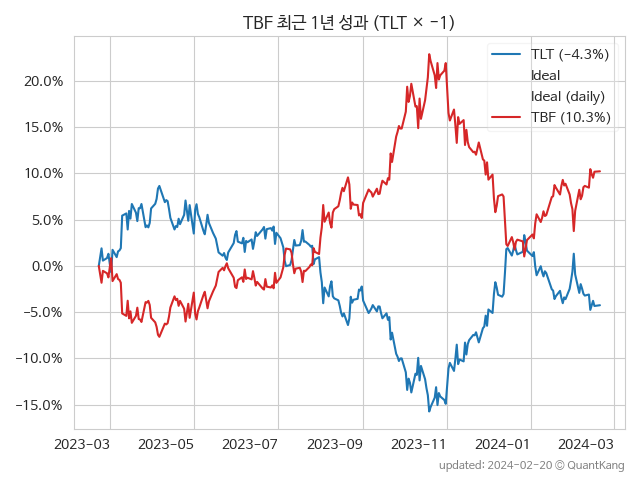 TBF 최근 1년 성과 (TLT × −1)
TLT (−4.3%)
Ideal
Ideal (daily)
TBF (10.3%)
20.0%
15.0%
10.0%
5.0%
0.0%
−5.0%
−10.0%
−15.0%
2023-03 2023-05 2023-07 2023-09 2023-11 2024-01 2024-03
updated: 2024-02-20 © QuantKang